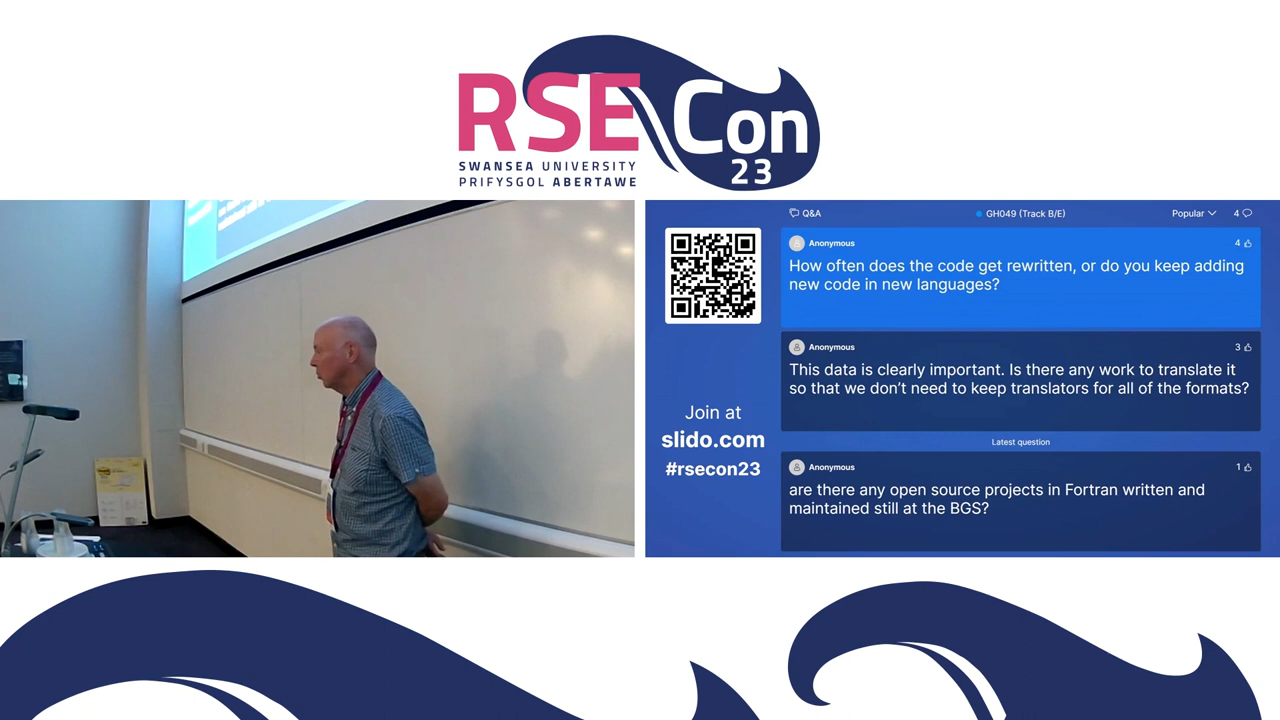 RSE Con
23
SWANSEA UNIVERSITY
PRIFYSGOL ABERTAWE
Q&A
GH049 (Track B/E)
Popular
4
Anonymous
4
How often does the code get rewritten, or do you keep adding
new code in new languages?
Anonymous
3
This data is clearly important. Is there any work to translate it
so that we don't need to keep translators for all of the formats?
Join at
slido.com
#rsecon23
Latest question
Anonymous
1
are there any open source projects in Fortran written and
maintained still at the BGS?